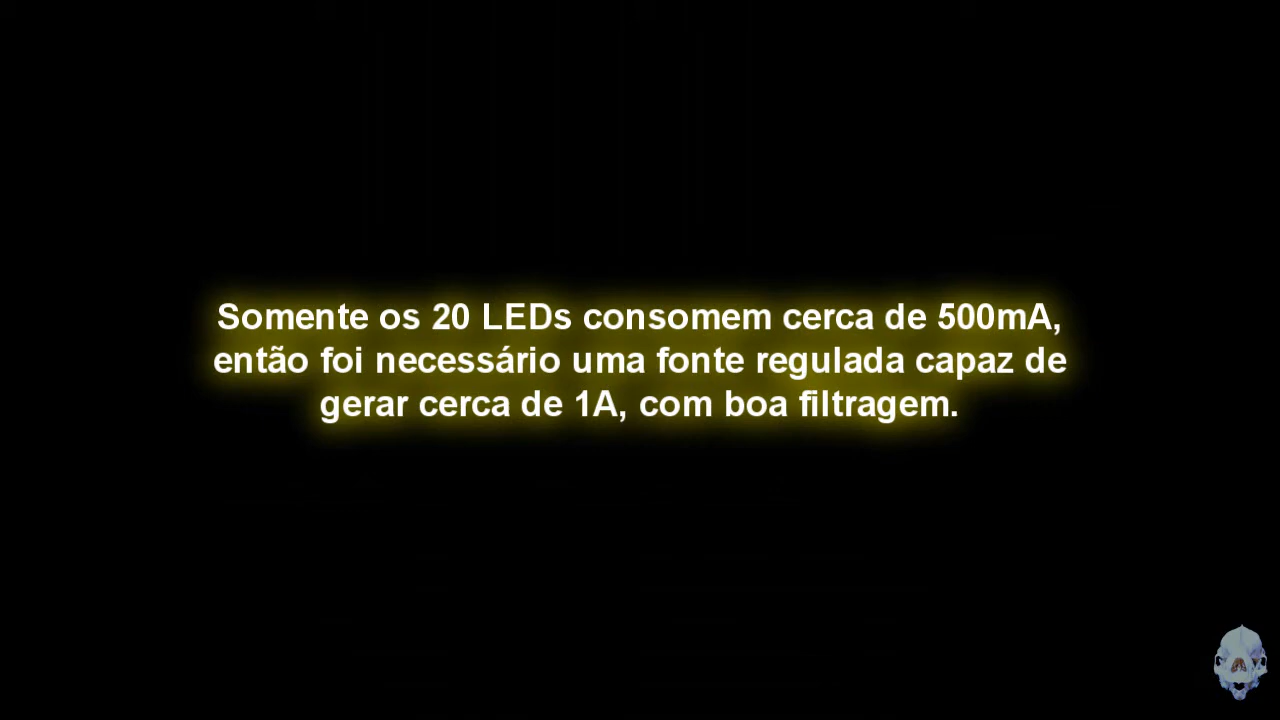 Somente os 20 LEDs consomem cerca de 500mA,
então foi necessário uma fonte regulada capaz de
gerar cerca de 1A, com boa filtragem.